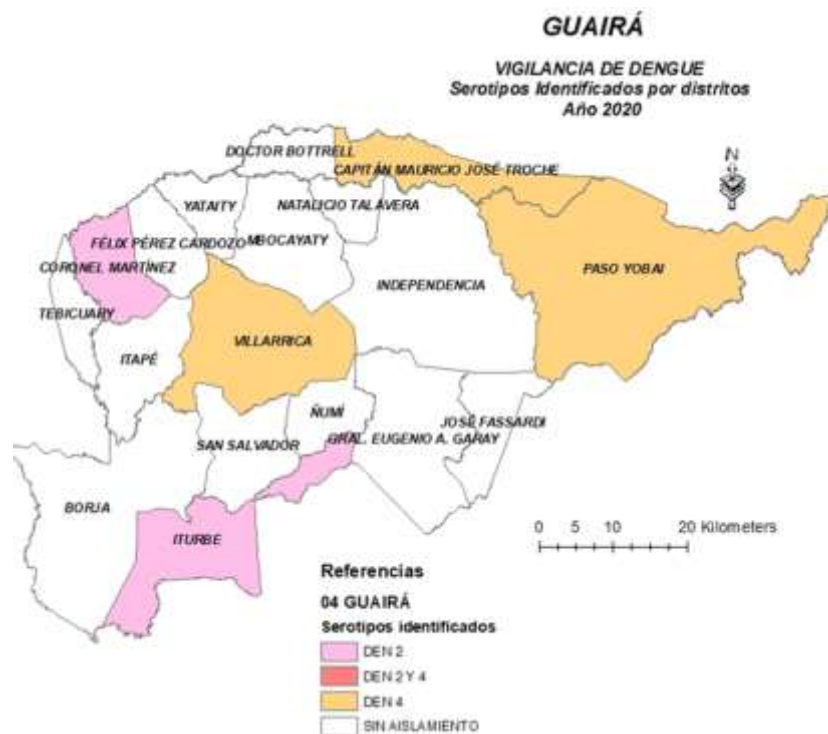 GUAIRÁ
VIGILANCIA DE DENGUE
Serotipos Identificados por distritos
Año 2020
N
DOCTOR BOTTRELL
CAPITÁN MAURICIO JOSÉ TROCHE
YATAITY
NATALICIO TALAVERA
FÉLIX PÉREZ CARDOZO
MBOCAYATY
CORONEL MARTÍNEZ
PASO YOBAI
INDEPENDENCIA
TEBICUARY
VILLARRICA
ITAPÉ
ÑUMÍ
JOSÉ FASSARDI
SAN SALVADOR
GRAL. EUGENIO A. GARAY
BORJA
ITURBE
0 5 10 20 Kilometers
Referencias
04 GUAIRÁ
Serotipos identificados
DEN 2
DEN 2 Y 4
DEN 4
SIN AISLAMIENTO